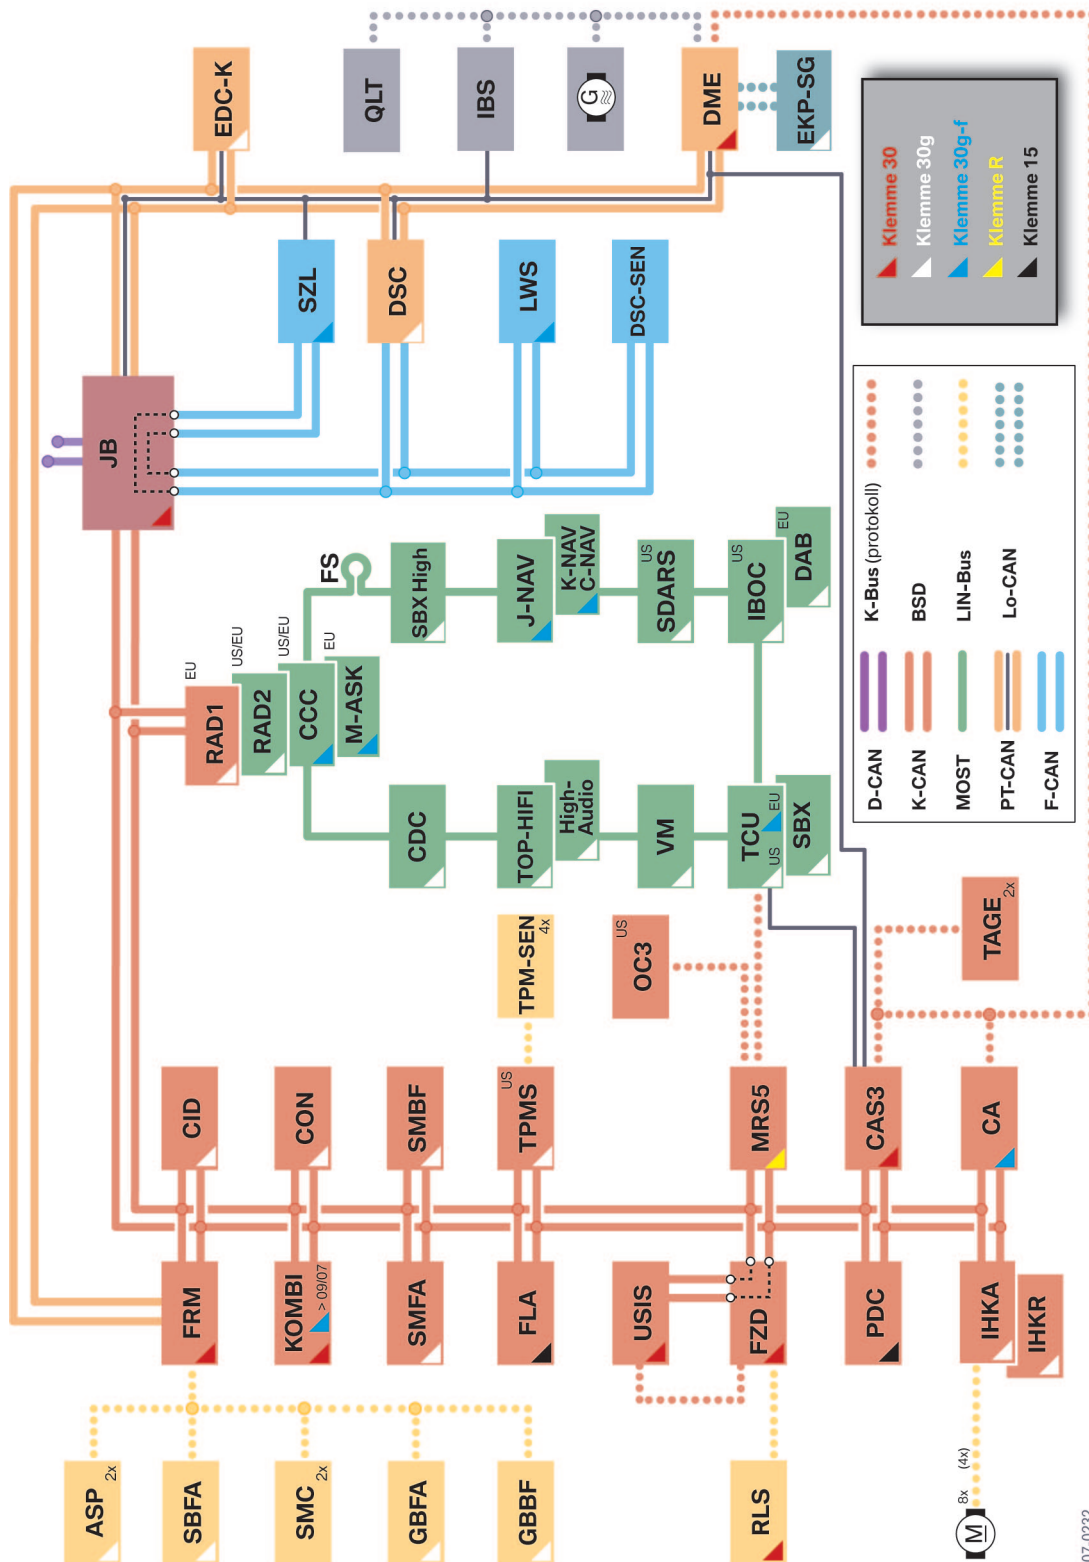 EDC-K
QLT
IBS
G
DME
EKP-SG
Klemme 30
Klemme 30g
Klemme 30g-f
Klemme R
Klemme 15
JB
SZL
DSC
LWS
DSC-SEN
FS
EU
RAD1
US/EU
RAD2
US/EU
CCC
EU
M-ASK
SBX High
J-NAV
K-NAV
C-NAV
US
SDARS
US
IBOC
EU
DAB
CDC
TOP-HIFI
High-
Audio
VM
TCU
US
EU
SBX
D-CAN
K-CAN
MOST
PT-CAN
F-CAN
K-Bus (protokoll)
BSD
LIN-Bus
Lo-CAN
TPM-SEN
4x
US
OC3
TAGE
2x
CID
CON
SMBF
US
TPMS
MRS5
CAS3
CA
FRM
KOMBI
> 09/07
SMFA
FLA
USIS
FZD
PDC
IHKA
IHKR
ASP
2x
SBFA
SMC
2x
GBFA
GBBF
RLS
M
8x
(4x)